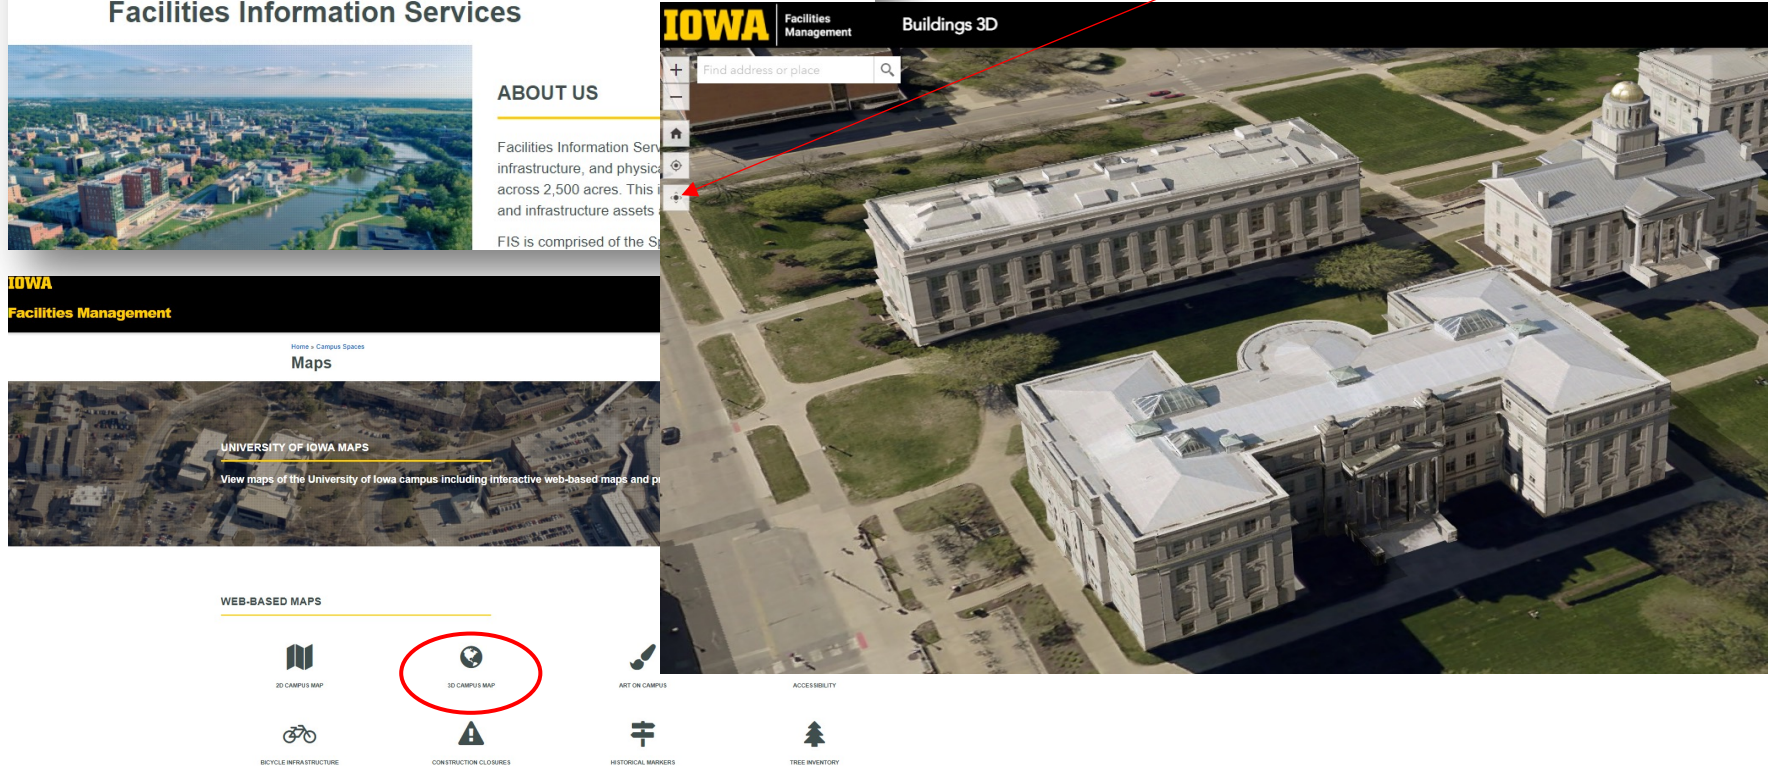 Facilities Information Services
ABOUT US
Facilities Information Serv
infrastructure, and physica
across 2,500 acres. This i
and infrastructure assets
FIS is comprised of the Sp
IOWA
Facilities Management
Home » Campus Spaces
Maps
UNIVERSITY OF IOWA MAPS
View maps of the University of Iowa campus including interactive web-based maps and pr
WEB-BASED MAPS
2D CAMPUS MAP
3D CAMPUS MAP
ART ON CAMPUS
ACCESSIBILITY
BICYCLE INFRASTRUCTURE
CONSTRUCTION CLOSURES
HISTORICAL MARKERS
TREE INVENTORY
IOWA
Facilities
Management
Buildings 3D
Find address or place